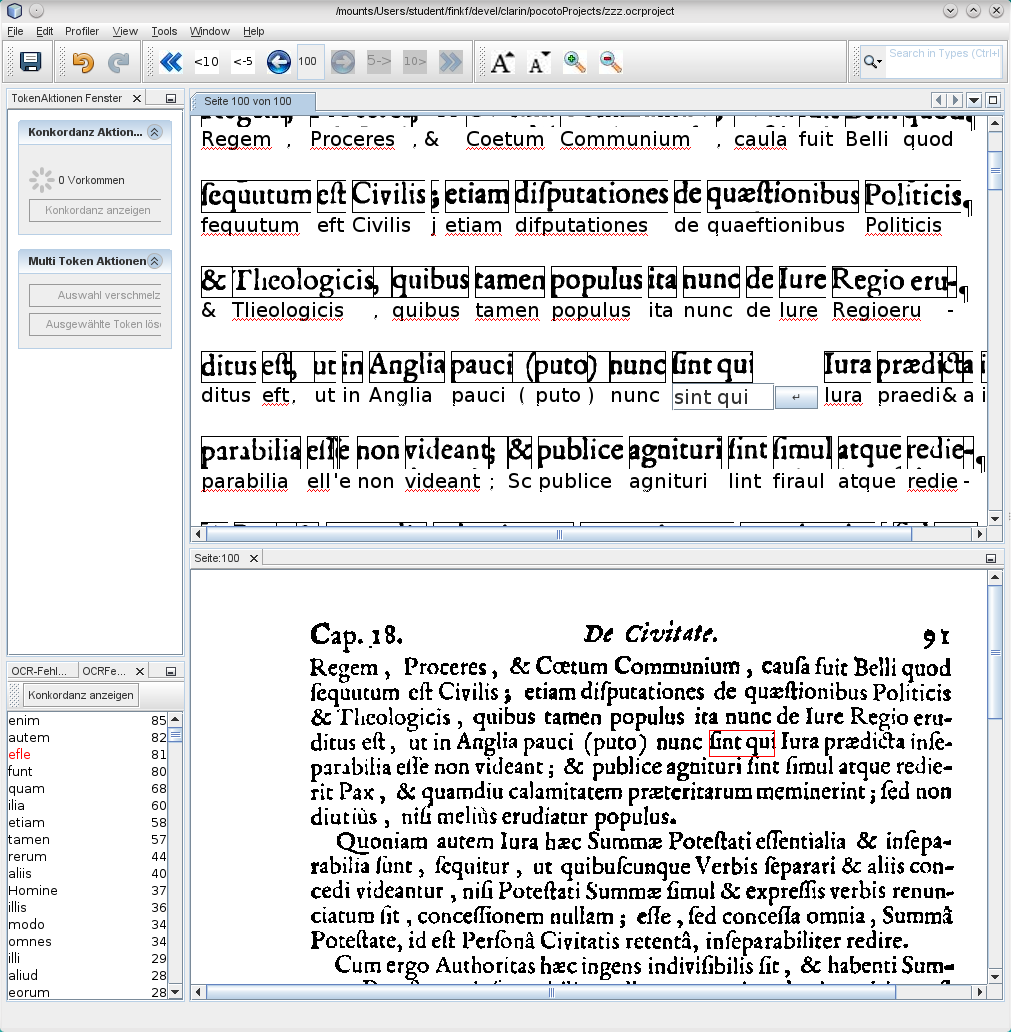 /mounts/Users/student/finkf/devel/clarin/pocotoProjects/zzz.ocrproject
File Edit Profiler View Tools Window Help
<10 <-5 100 5-> 10> A A Search in Types (Ctrl+I
TokenAktionen Fenster
Konkordanz Aktion...
0 Vorkommen
Konkordanz anzeigen
Multi Token Aktionen
Auswahl verschmelz
Ausgewählte Token lös
Seite 100 von 100
Regem , Proceres , & Coetum Communium , caula fuit Belli quod
ſequutum eſt Civilis ; etiam diſputationes de quæſtionibus Politicis. ¶
fequutum eft Civilis j etiam difputationes de quaeftionibus Politicis
& Theologicis, quibus tamen populus ita nunc de Iure Regio eru- ¶
& Tlieologicis , quibus tamen populus ita nunc de lure Regioeru -
ditus eſt, ut in Anglia pauci (puto) nunc ſint qui Iura prædicta i
ditus eft, ut in Anglia pauci ( puto ) nunc sint qui ↵ lura praedi& a i
parabilia eſſe non videant; & publice agnituri ſint ſimul atque redie- ¶
parabilia ell'e non videant ; Sc publice agnituri lint firaul atque redie -
Seite:100
Cap. 18. De Civitate. 91
Regem , Proceres , & Cœtum Communium , cauſa fuit Belli quod
ſequutum eſt Civilis ; etiam diſputationes de quæſtionibus Politicis
& Theologicis , quibus tamen populus ita nunc de Iure Regio eru-
ditus eſt , ut in Anglia pauci (puto) nunc ſint qui Iura prædicta inſe-
parabilia eſſe non videant ; & publice agnituri ſint ſimul atque redie-
rit Pax , & quamdiu calamitatem præteritarum meminerint ; ſed non
diutiùs , niſi meliùs erudiatur populus.
Quoniam autem Iura hæc Summæ Poteſtati eſſentialia & inſepa-
rabilia ſunt , ſequitur , ut quibuſcunque Verbis ſeparari & aliis con-
cedi videantur , niſi Poteſtati Summæ ſimul & expreſſis verbis renun-
ciatum ſit , conceſſionem nullam ; eſſe , ſed conceſſa omnia , Summâ
Poteſtate, id eſt Perſonâ Civitatis retentâ, inſeparabiliter redire.
Cum ergo Authoritas hæc ingens indiviſibilis ſit , & habenti Sum-
OCR-Fehl... OCRFe...
Konkordanz anzeigen
enim 85
autem 82
efle 81
funt 80
quam 68
ilia 60
etiam 58
tamen 57
rerum 44
aliis 40
Homine 37
illis 36
modo 34
omnes 34
illi 29
aliud 28
eorum 28